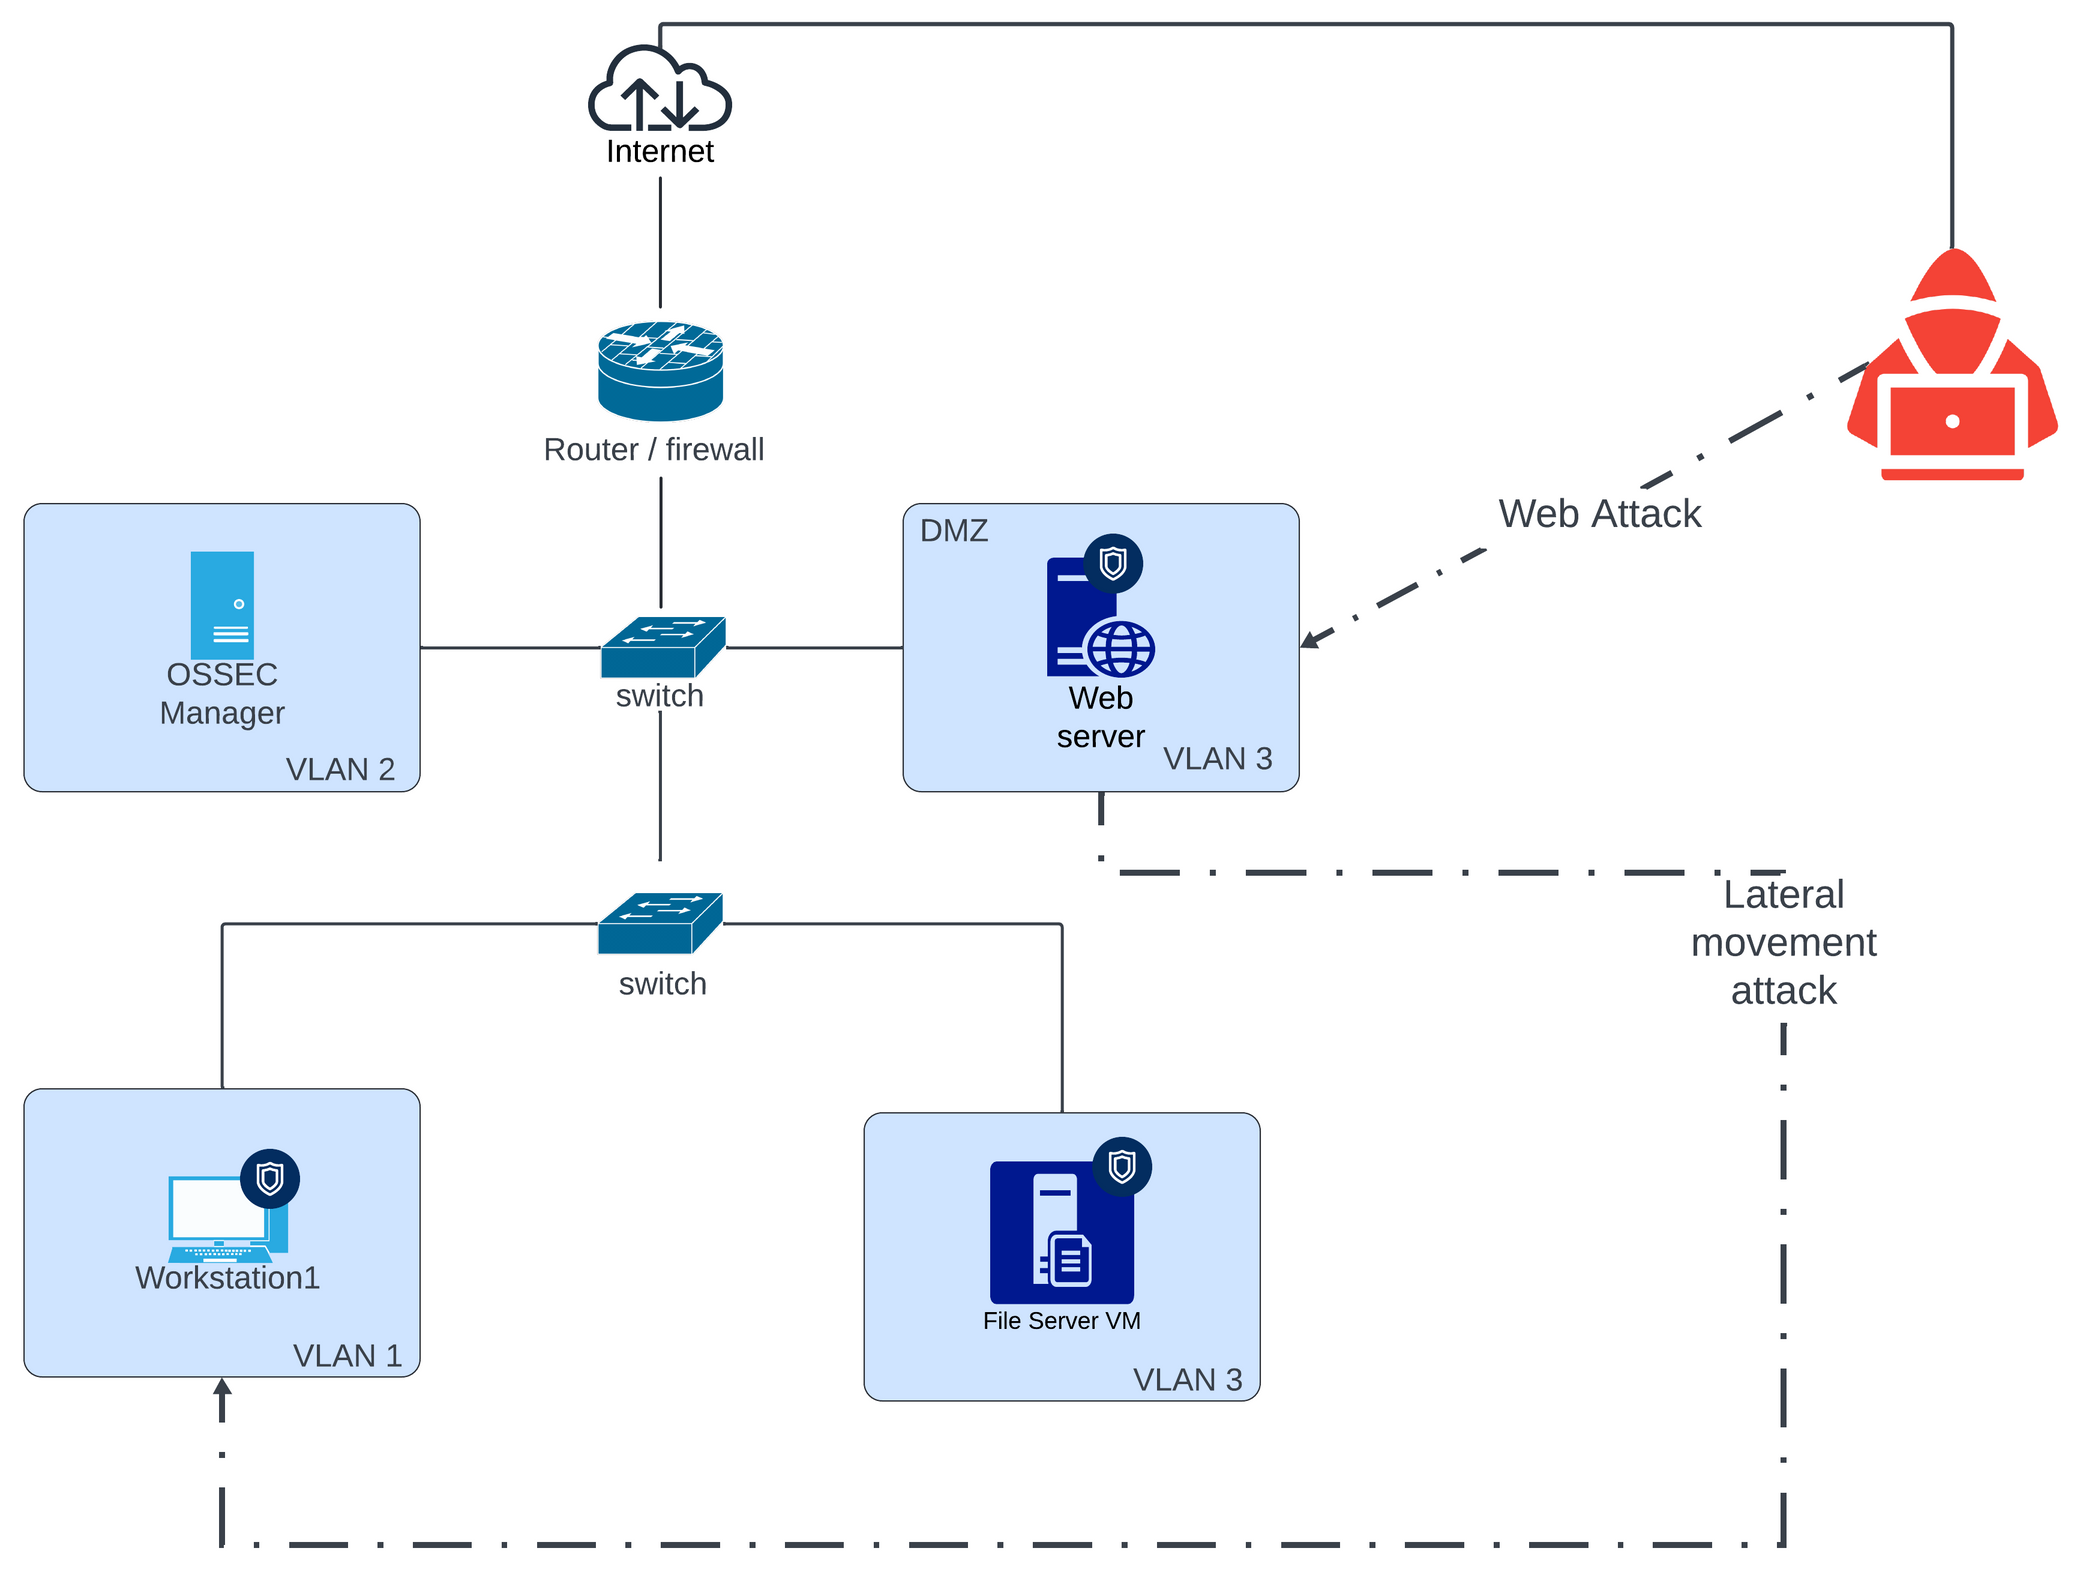 Internet
Router / firewall
DMZ
Web Attack
OSSEC
Manager
switch
Web
server
VLAN 3
VLAN 2
Lateral
movement
attack
switch
Workstation1
File Server VM
VLAN 1
VLAN 3